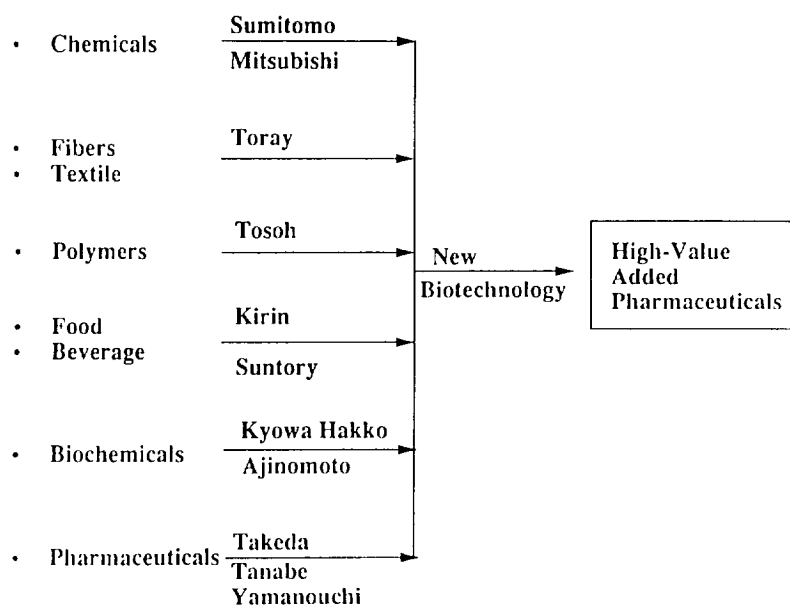 • Chemicals
Sumitomo
Mitsubishi
• Fibers
• Textile
Toray
• Polymers
Tosoh
• Food
• Beverage
Kirin
Suntory
• Biochemicals
Kyowa Hakko
Ajinomoto
• Pharmaceuticals
Takeda
Tanabe
Yamanouchi
New
Biotechnology
High-Value
Added
Pharmaceuticals